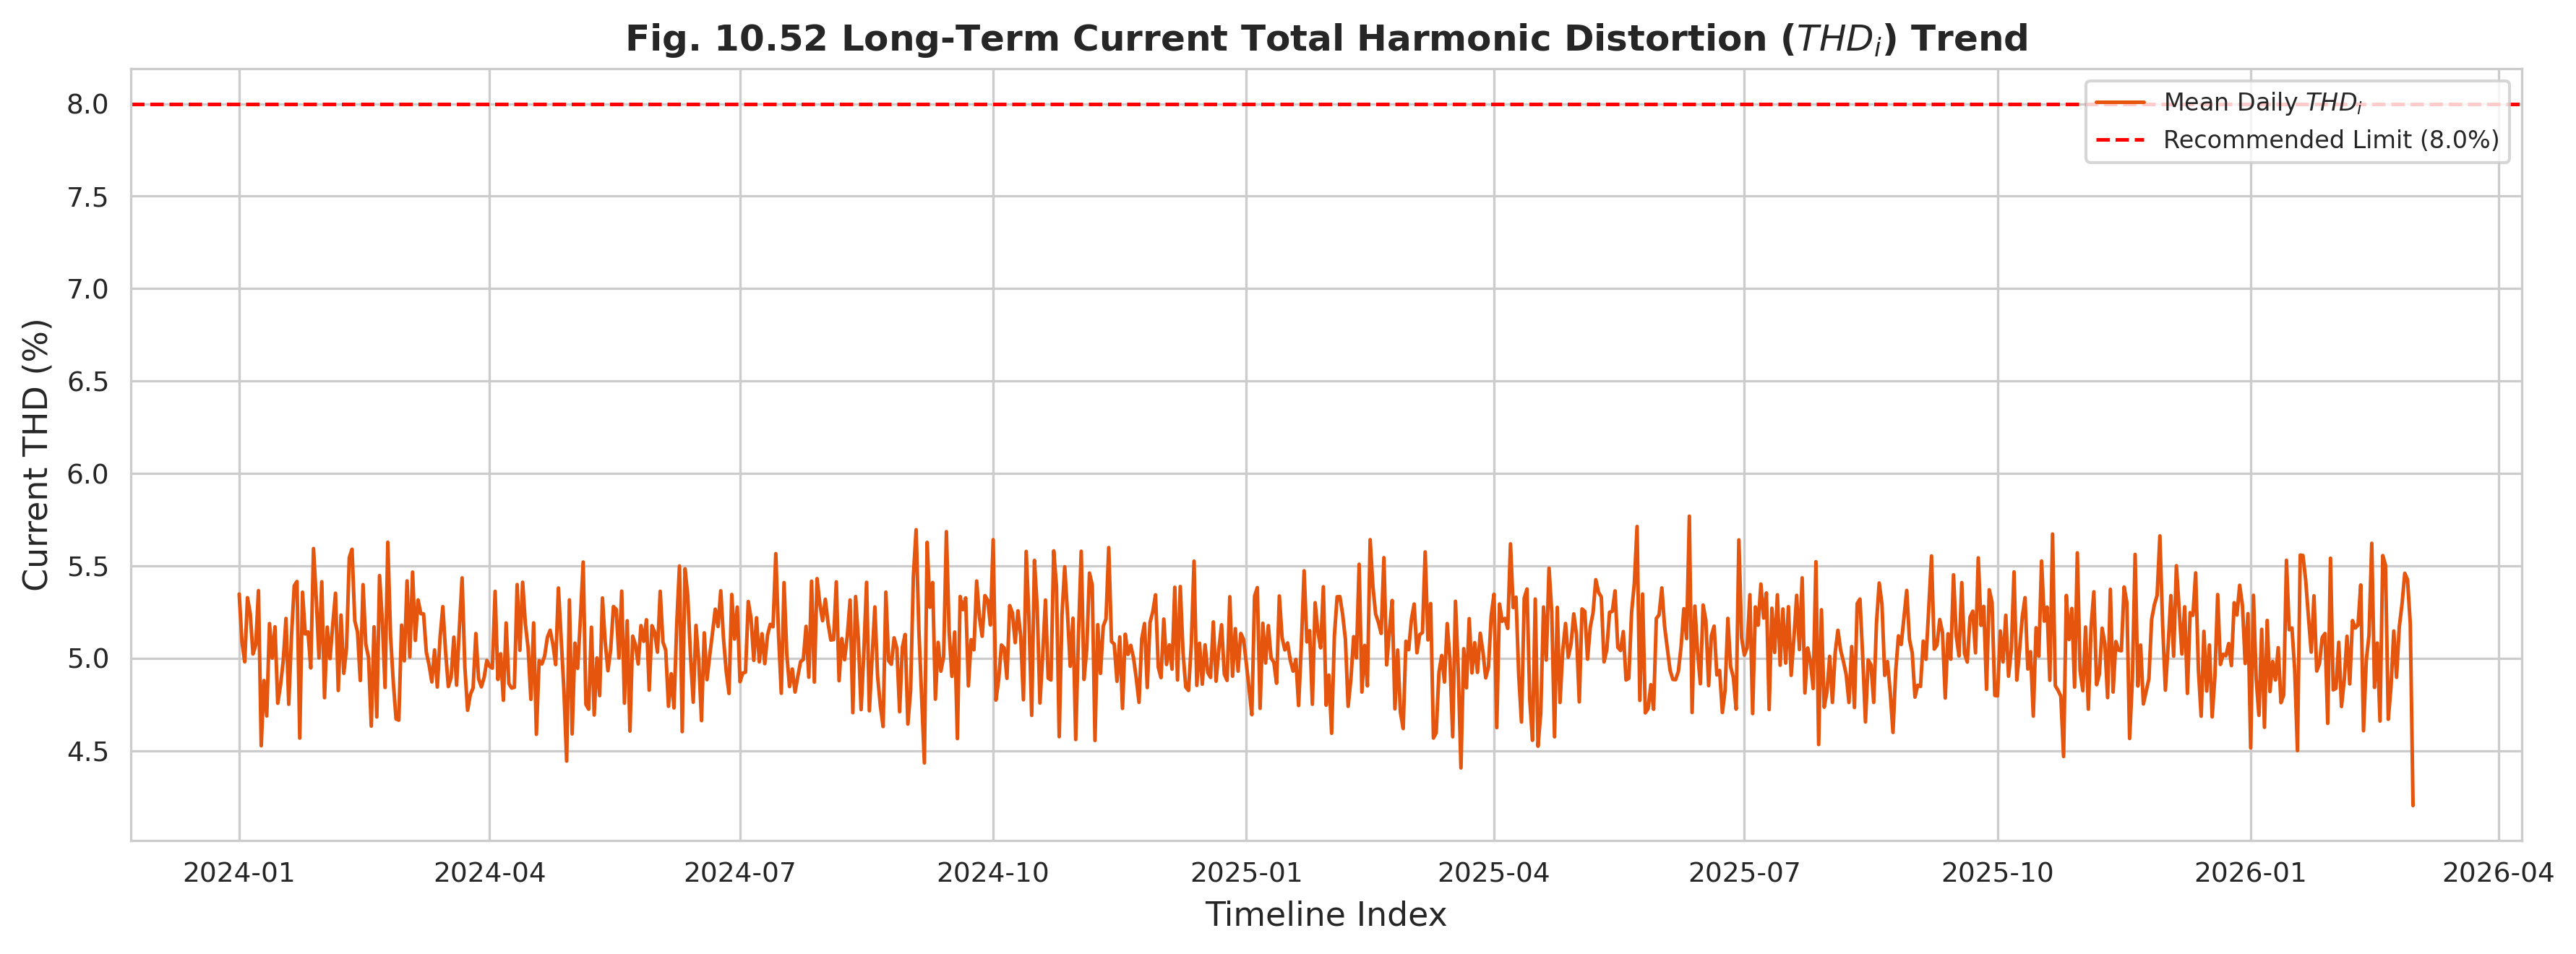 Fig. 10.52 Long-Term Current Total Harmonic Distortion (THDᵢ) Trend
Mean Daily THDᵢ
Recommended Limit (8.0%)
Current THD (%)
8.0
7.5
7.0
6.5
6.0
5.5
5.0
4.5
2024-01 2024-04 2024-07 2024-10 2025-01 2025-04 2025-07 2025-10 2026-01 2026-04
Timeline Index